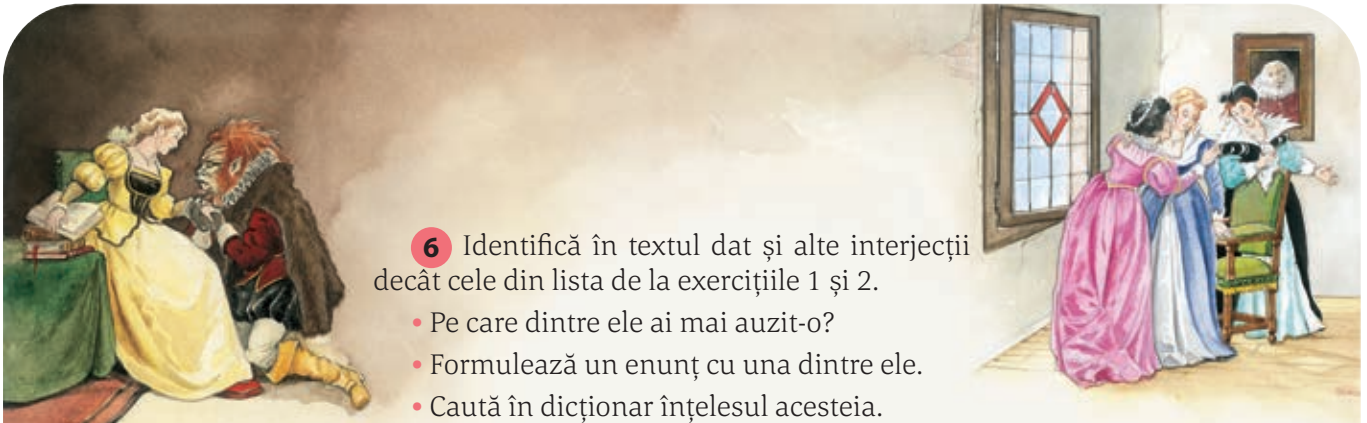 6 Identifică în textul dat și alte interjecții
decât cele din lista de la exercițiile 1 și 2.
• Pe care dintre ele ai mai auzit-o?
• Formulează un enunț cu una dintre ele.
• Caută în dicționar înțelesul acesteia.